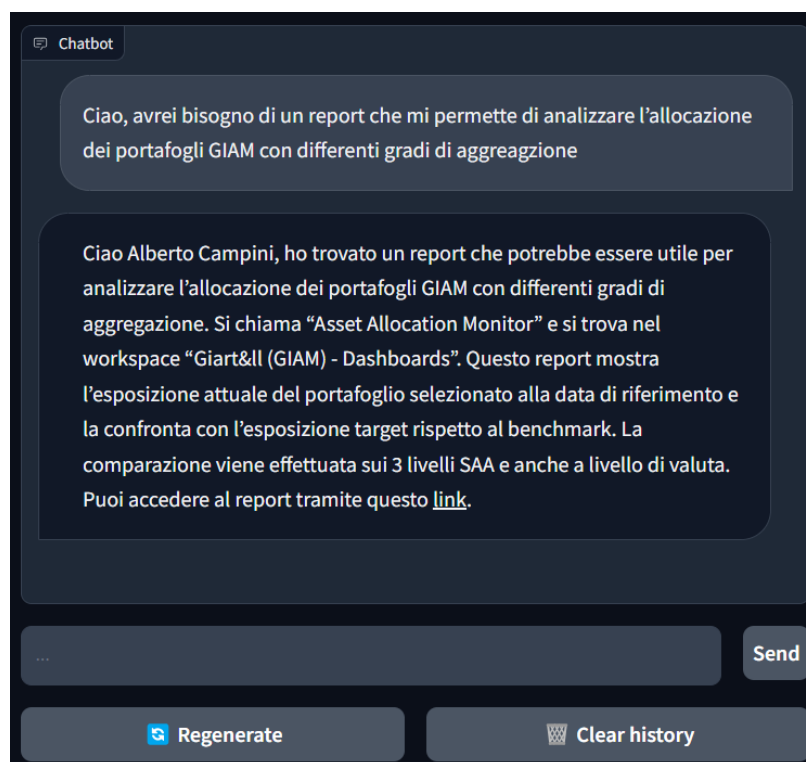 Chatbot
Ciao, avrei bisogno di un report che mi permette di analizzare l’allocazione
dei portafogli GIAM con differenti gradi di aggreagzione
Ciao Alberto Campini, ho trovato un report che potrebbe essere utile per
analizzare l’allocazione dei portafogli GIAM con differenti gradi di
aggregazione. Si chiama “Asset Allocation Monitor” e si trova nel
workspace “Giart&ll (GIAM) - Dashboards”. Questo report mostra
l’esposizione attuale del portafoglio selezionato alla data di riferimento e
la confronta con l’esposizione target rispetto al benchmark. La
comparazione viene effettuata sui 3 livelli SAA e anche a livello di valuta.
Puoi accedere al report tramite questo link.
...
Send
Regenerate
Clear history